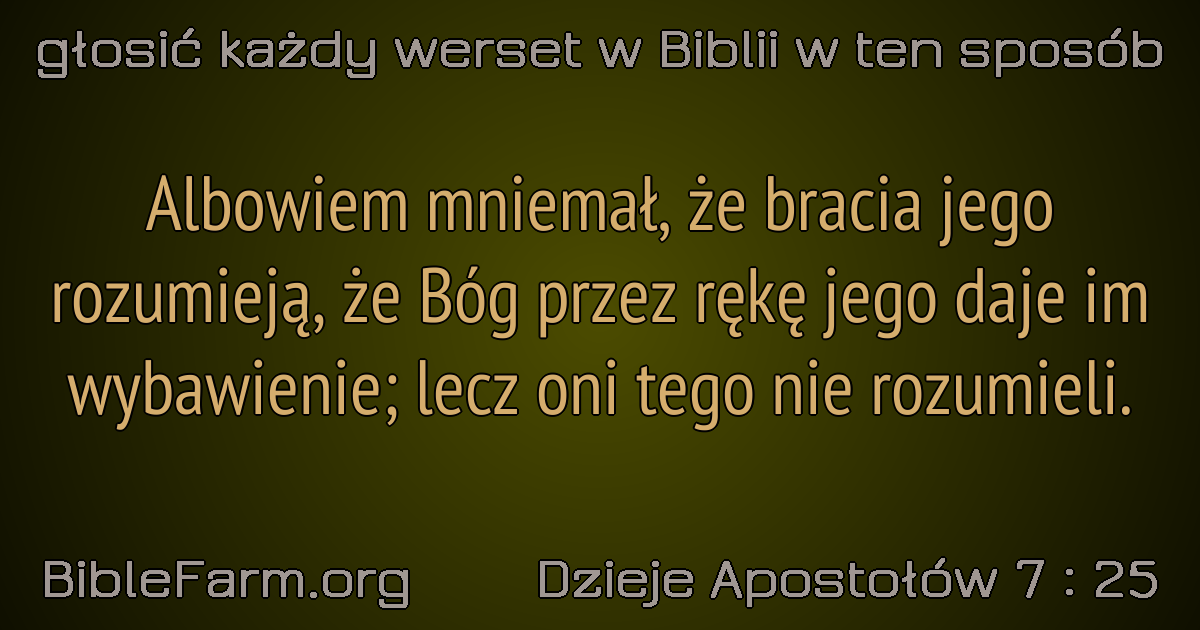 głosić każdy werset w Biblii w ten sposób
Albowiem mniemał, że bracia jego
rozumieją, że Bóg przez rękę jego daje im
wybawienie; lecz oni tego nie rozumieli.
BibleFarm.org
Dzieje Apostołów 7 : 25